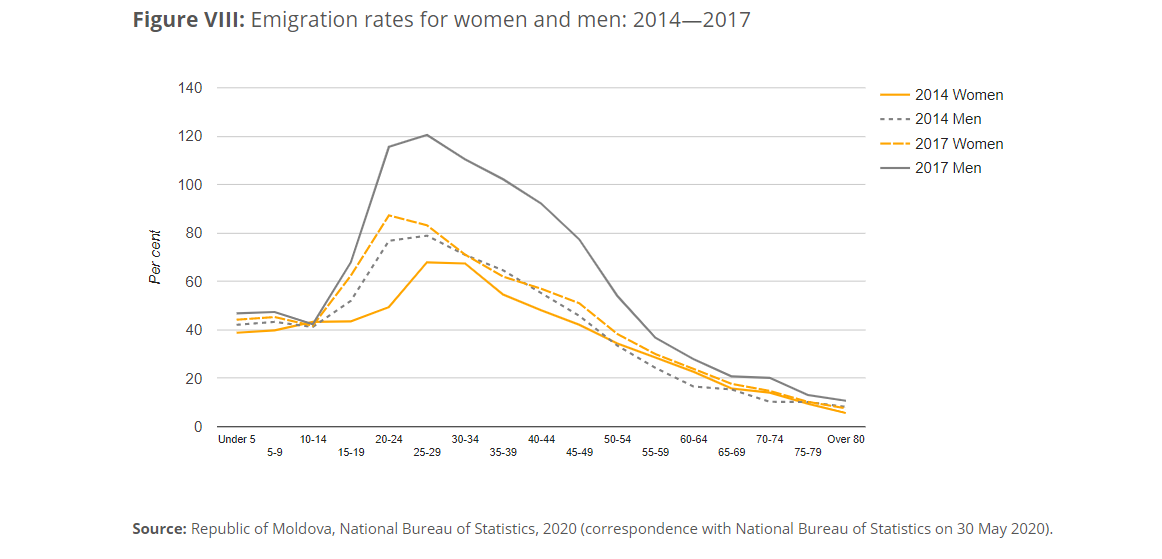 Figure VIII: Emigration rates for women and men: 2014—2017
140
120
100
80
60
40
20
0
Per cent
2014 Women
2014 Men
2017 Women
2017 Men
Under 5
5-9
10-14
15-19
20-24
25-29
30-34
35-39
40-44
45-49
50-54
55-59
60-64
65-69
70-74
75-79
Over 80
Source: Republic of Moldova, National Bureau of Statistics, 2020 (correspondence with National Bureau of Statistics on 30 May 2020).